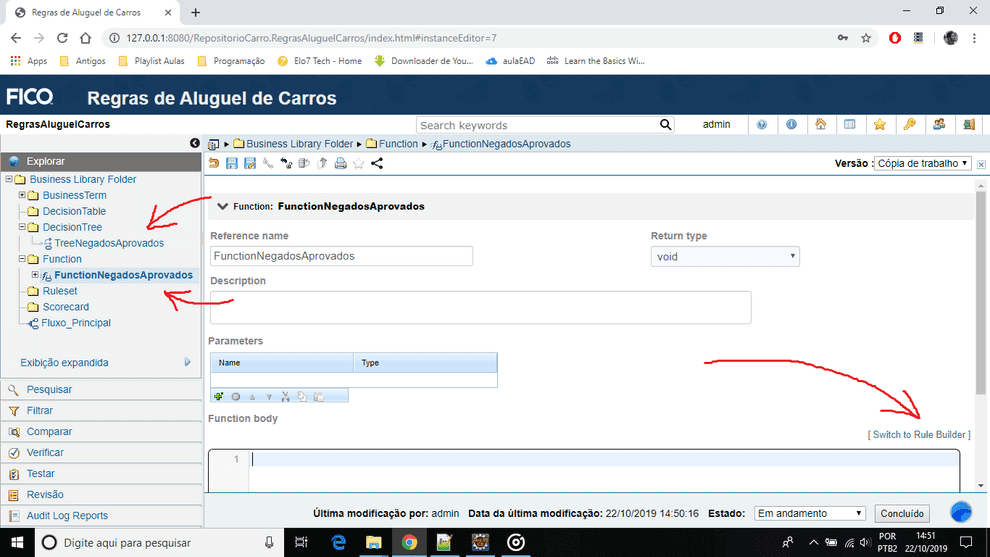 Regras de Aluguel de Carros
127.0.0.1:8080/RepositorioCarro.RegrasAluguelCarros/index.html#instanceEditor=7
Apps Antigos Playlist Aulas Programação Elo7 Tech - Home Downloader de You... aulaEAD Learn the Basics Wi...
FICO Regras de Aluguel de Carros
RegrasAluguelCarros Search keywords admin
Business Library Folder Function FunctionNegadosAprovados
Explorar
Versão : Cópia de trabalho
Business Library Folder
BusinessTerm
DecisionTable
DecisionTree
TreeNegadosAprovados
Function
FunctionNegadosAprovados
Ruleset
Scorecard
Fluxo_Principal
Exibição expandida
Pesquisar
Filtrar
Comparar
Verificar
Testar
Revisão
Audit Log Reports
Function: FunctionNegadosAprovados
Reference name Return type
FunctionNegadosAprovados void
Description
Parameters
Name Type
Function body
[ Switch to Rule Builder ]
1
Última modificação por: admin Data da última modificação: 22/10/2019 14:50:16 Estado: Em andamento Concluído
Digite aqui para pesquisar
POR
PTB2
14:51
22/10/2019